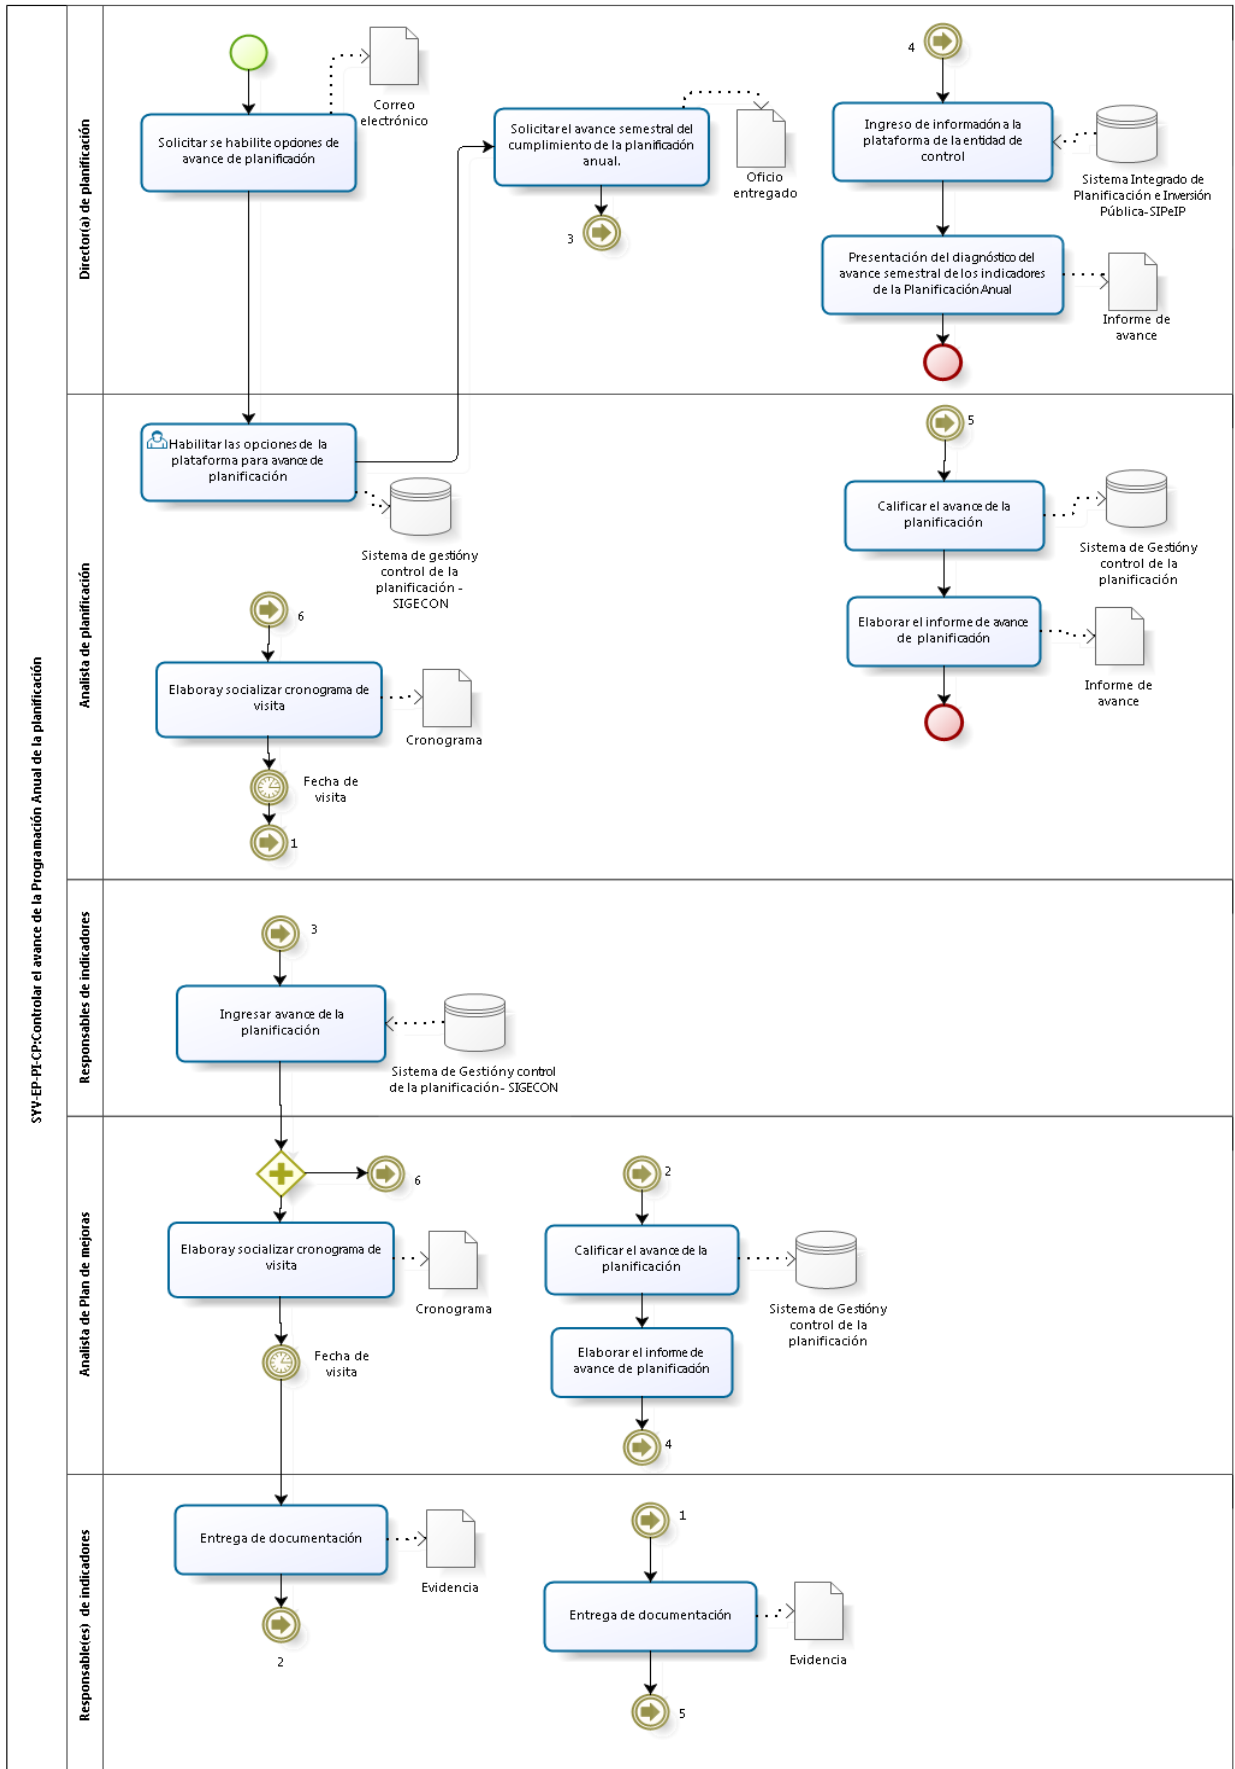 SYV-EP-PI-CP:Controlar el avance de la Programación Anual de la planificación
Director(a) de planificación
Solicitar se habilite opciones de
avance de planificación
Correo
electrónico
Solicitar el avance semestral del
cumplimiento de la planificación
anual.
Oficio
entregado
3
4
Ingreso de información a la
plataforma de la entidad de
control
Sistema Integrado de
Planificación e Inversión
Pública-SIPeIP
Presentación del diagnóstico del
avance semestral de los indicadores
de la Planificación Anual
Informe de
avance
Analista de planificación
Habilitar las opciones de la
plataforma para avance de
planificación
Sistema de gestión y
control de la
planificación -
SIGECON
6
Elabora y socializar cronograma de
visita
Cronograma
Fecha de
visita
1
5
Calificar el avance de la
planificación
Sistema de Gestión y
control de la
planificación
Elaborar el informe de avance
de planificación
Informe de
avance
Responsables de indicadores
3
Ingresar avance de la
planificación
Sistema de Gestión y control
de la planificación- SIGECON
Analista de Plan de mejoras
6
Elabora y socializar cronograma de
visita
Cronograma
Fecha de
visita
2
Calificar el avance de la
planificación
Sistema de Gestión y
control de la
planificación
Elaborar el informe de
avance de planificación
4
Responsable(es) de indicadores
Entrega de documentación
Evidencia
2
1
Entrega de documentación
Evidencia
5